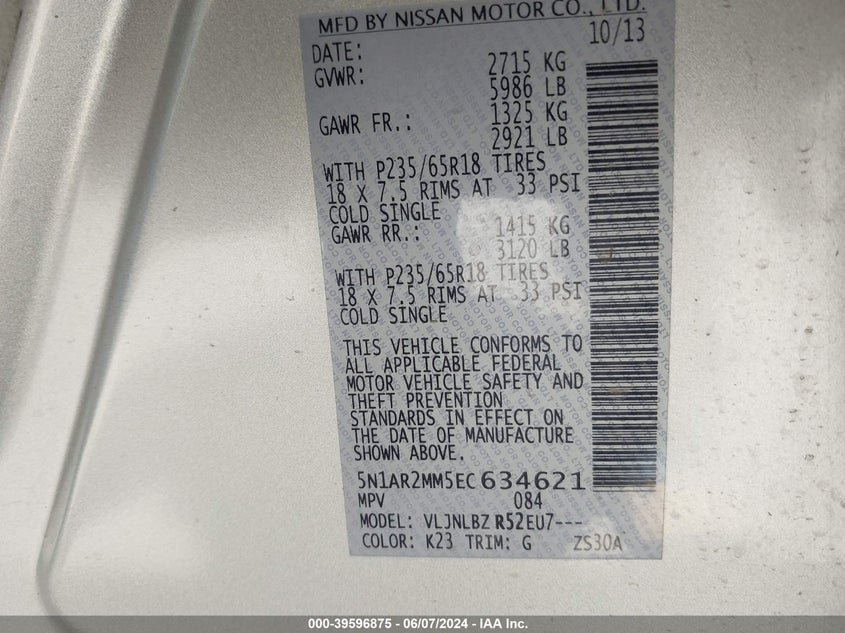 MFD BY NISSAN MOTOR CO., LTD.
DATE: 10/13
GVWR: 2715 KG
5986 LB
GAWR FR.: 1325 KG
2921 LB
WITH P235/65R18 TIRES
18 X 7.5 RIMS AT 33 PSI
COLD SINGLE
GAWR RR.: 1415 KG
3120 LB
WITH P235/65R18 TIRES
18 X 7.5 RIMS AT 33 PSI
COLD SINGLE
THIS VEHICLE CONFORMS TO
ALL APPLICABLE FEDERAL
MOTOR VEHICLE SAFETY AND
THEFT PREVENTION
STANDARDS IN EFFECT ON
THE DATE OF MANUFACTURE
SHOWN ABOVE.
5N1AR2MM5EC634621
MPV 084
MODEL: VLJNLBZ R52EU7---
COLOR: K23 TRIM: G ZS30A
000-39596875 - 06/07/2024 - IAA Inc.